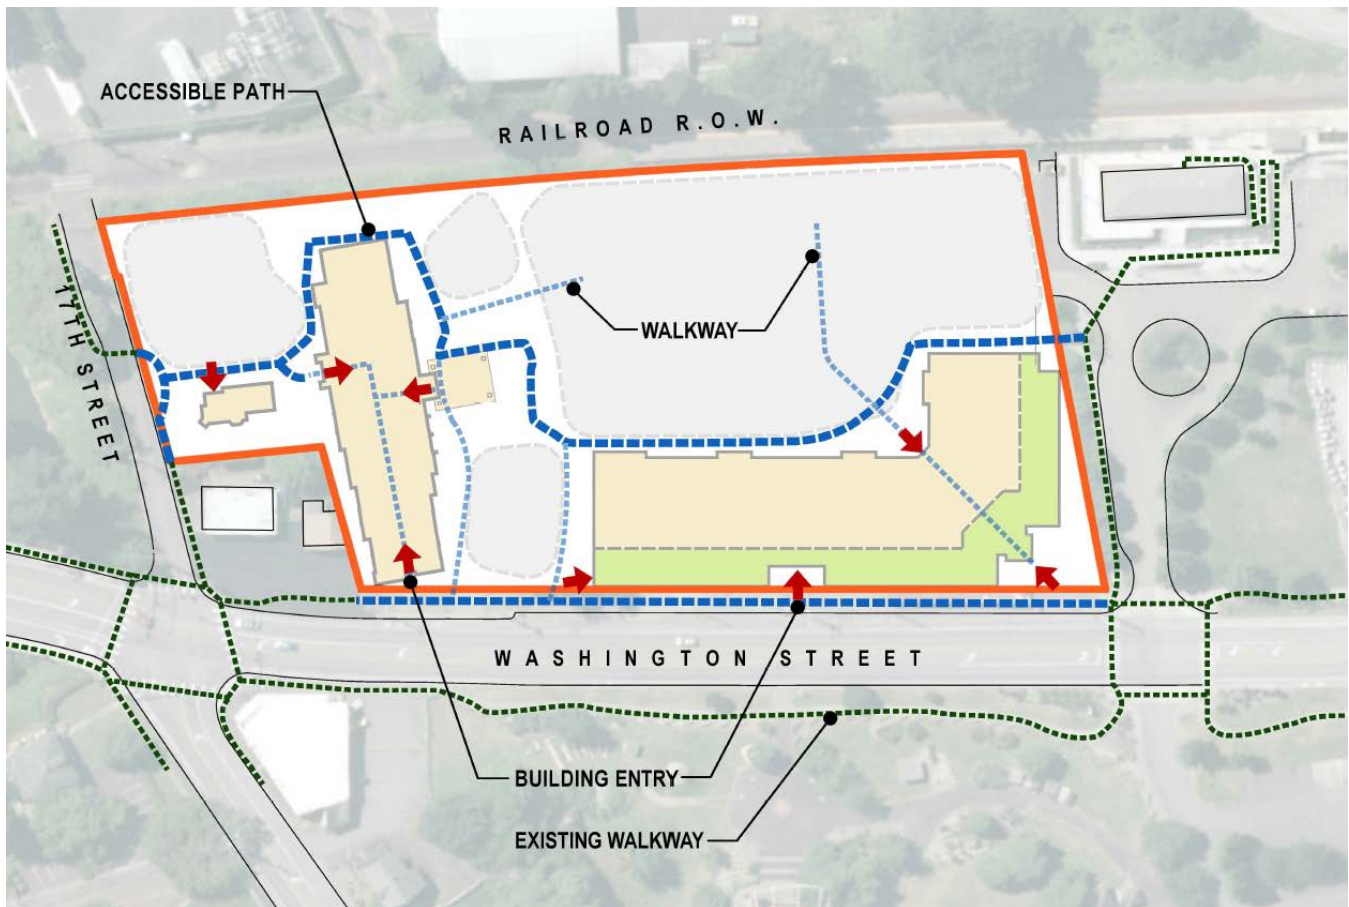 ACCESSIBLE PATH
RAILROAD R.O.W.
17TH STREET
WALKWAY
WASHINGTON STREET
BUILDING ENTRY
EXISTING WALKWAY